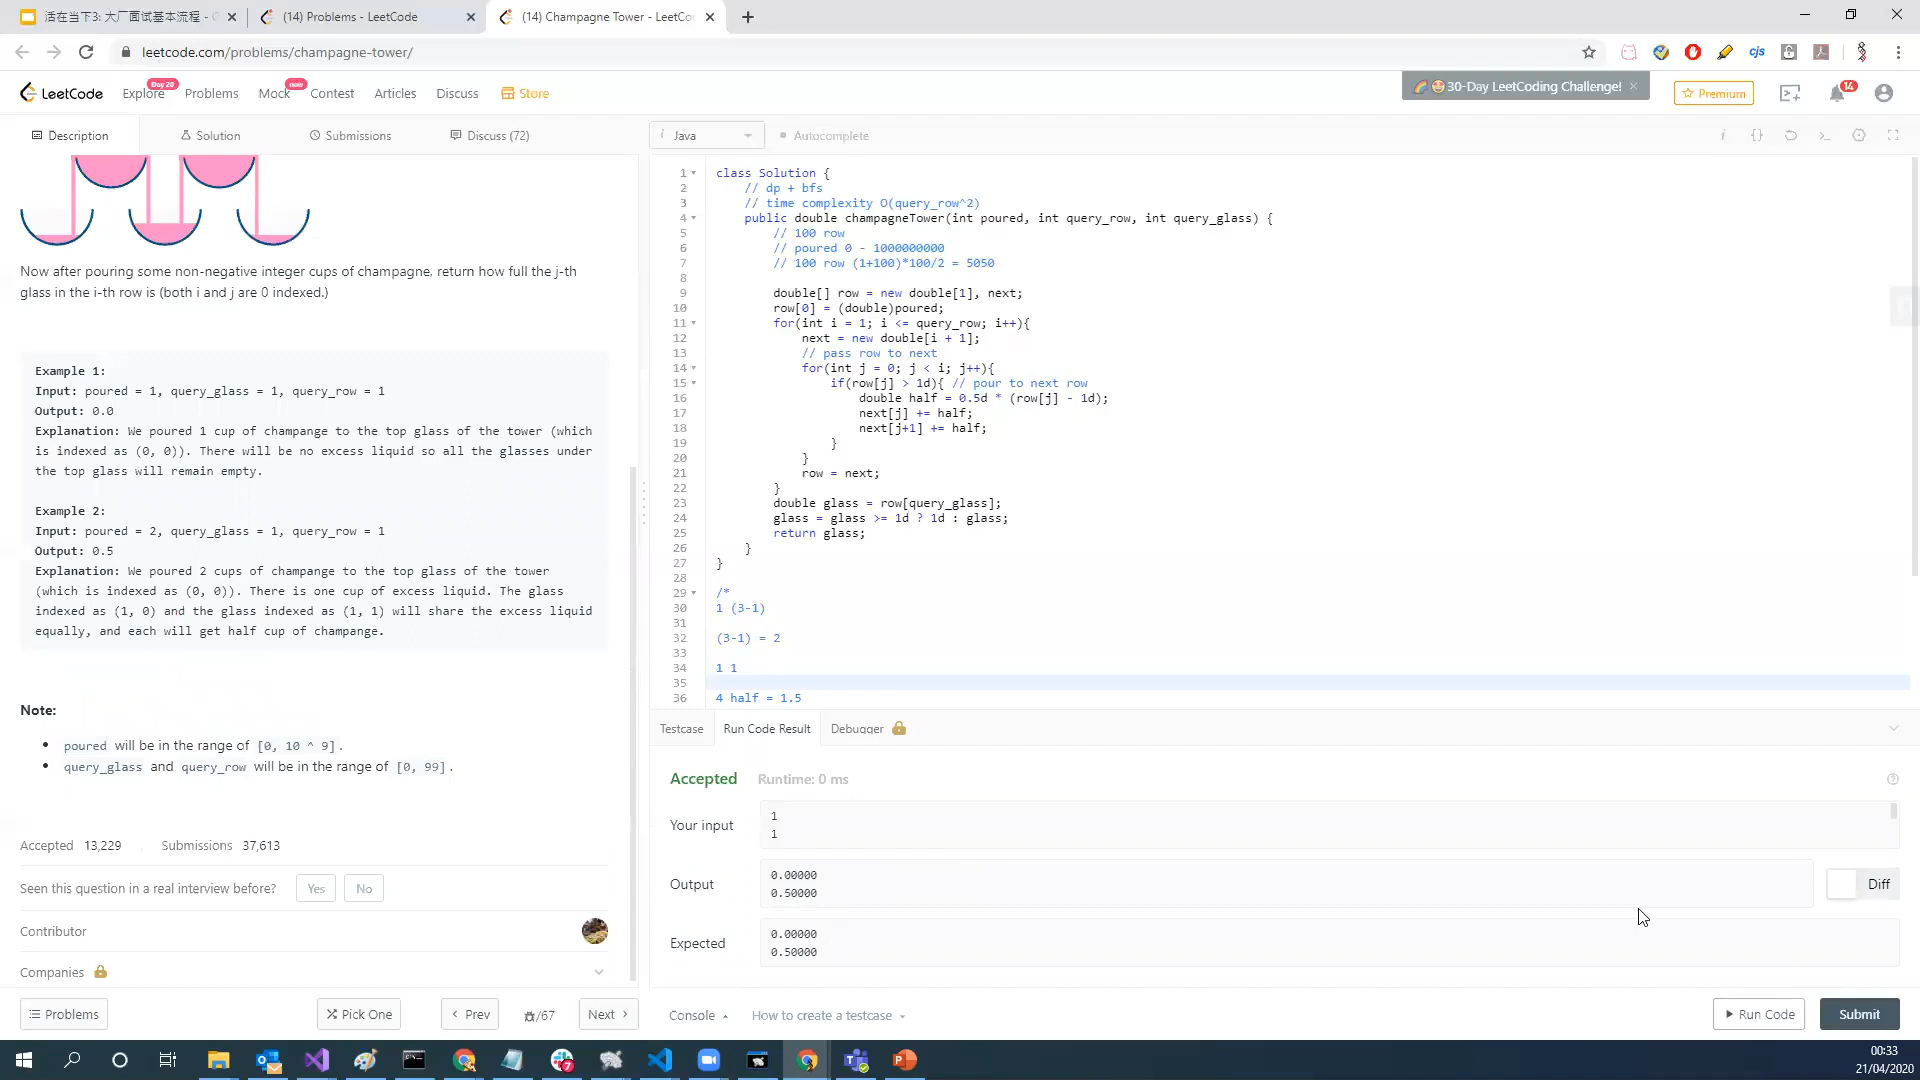 活在当下3: 大厂面试基本流程 - G
(14) Problems - LeetCode
(14) Champagne Tower - LeetCo
leetcode.com/problems/champagne-tower/
LeetCode
Explore
Day 20
Problems
Mock
now
Contest
Articles
Discuss
Store
30-Day LeetCoding Challenge!
Premium
14
Description
Solution
Submissions
Discuss (72)
Java
Autocomplete
Now after pouring some non-negative integer cups of champagne, return how full the j-th
glass in the i-th row is (both i and j are 0 indexed.)
Example 1:
Input: poured = 1, query_glass = 1, query_row = 1
Output: 0.0
Explanation: We poured 1 cup of champange to the top glass of the tower (which
is indexed as (0, 0)). There will be no excess liquid so all the glasses under
the top glass will remain empty.
Example 2:
Input: poured = 2, query_glass = 1, query_row = 1
Output: 0.5
Explanation: We poured 2 cups of champange to the top glass of the tower
(which is indexed as (0, 0)). There is one cup of excess liquid. The glass
indexed as (1, 0) and the glass indexed as (1, 1) will share the excess liquid
equally, and each will get half cup of champange.
Note:
poured will be in the range of [0, 10 ^ 9].
query_glass and query_row will be in the range of [0, 99].
Accepted 13,229 Submissions 37,613
Seen this question in a real interview before? Yes No
Contributor
Companies
Problems
Pick One
Prev
/67
Next
1 class Solution {
2 // dp + bfs
3 // time complexity O(query_row^2)
4 public double champagneTower(int poured, int query_row, int query_glass) {
5 // 100 row
6 // poured 0 - 1000000000
7 // 100 row (1+100)*100/2 = 5050
8
9 double[] row = new double[1], next;
10 row[0] = (double)poured;
11 for(int i = 1; i <= query_row; i++){
12 next = new double[i + 1];
13 // pass row to next
14 for(int j = 0; j < i; j++){
15 if(row[j] > 1d){ // pour to next row
16 double half = 0.5d * (row[j] - 1d);
17 next[j] += half;
18 next[j+1] += half;
19 }
20 }
21 row = next;
22 }
23 double glass = row[query_glass];
24 glass = glass >= 1d ? 1d : glass;
25 return glass;
26 }
27 }
28
29 /*
30 1 (3-1)
31
32 (3-1) = 2
33
34 1 1
35
36 4 half = 1.5
Testcase
Run Code Result
Debugger
Accepted Runtime: 0 ms
Your input
1
1
Output
0.00000
0.50000
Diff
Expected
0.00000
0.50000
Console
How to create a testcase
Run Code
Submit
00:33
21/04/2020